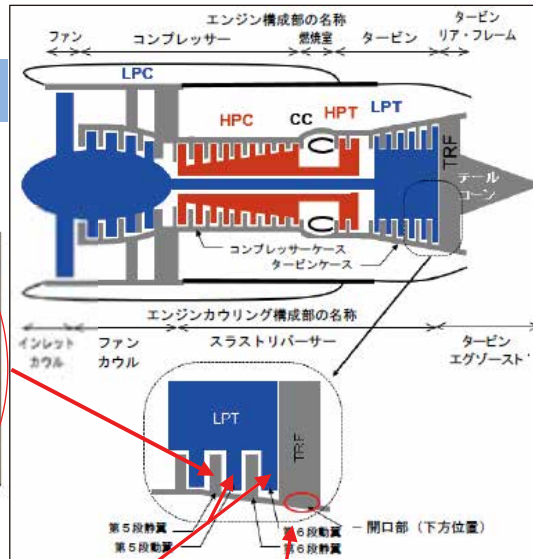 エンジン構成部の名称
ファン
コンプレッサー
燃焼室
タービン
タービン
リア・フレーム
LPC
HPC
CC
HPT
LPT
TRF
テール
コーン
コンプレッサーケース
タービンケース
エンジンカウリング構成部の名称
インレット
カウル
ファン
カウル
スラストリバーサー
タービン
エグゾースト
LPT
TRF
第5段静翼
第5段動翼
第6段動翼
第6段静翼
開口部（下方位置）